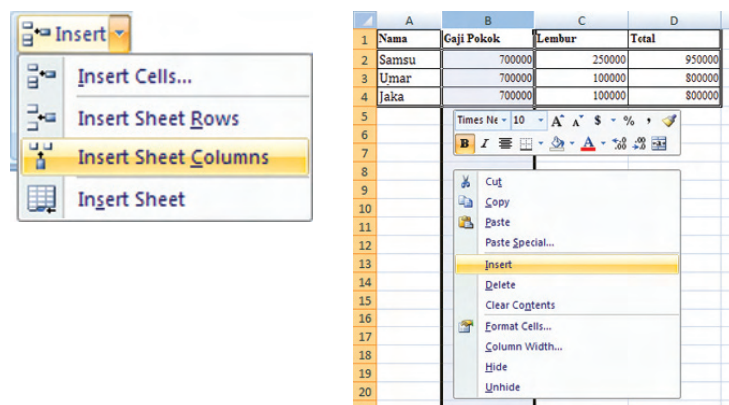 Insert
Insert Cells...
Insert Sheet Rows
Insert Sheet Columns
Insert Sheet
A B C D
1 Nama Gaji Pokok Lembur Total
2 Samsu 700000 250000 950000
3 Umar 700000 100000 800000
4 Jaka 700000 100000 800000
5
6
7
8
9
10
11
12
13
14
15
16
17
18
19
20
Times Ne 10 A A $ % ,
B I A .00 .00
Cut
Copy
Paste
Paste Special...
Insert
Delete
Clear Contents
Format Cells...
Column Width...
Hide
Unhide